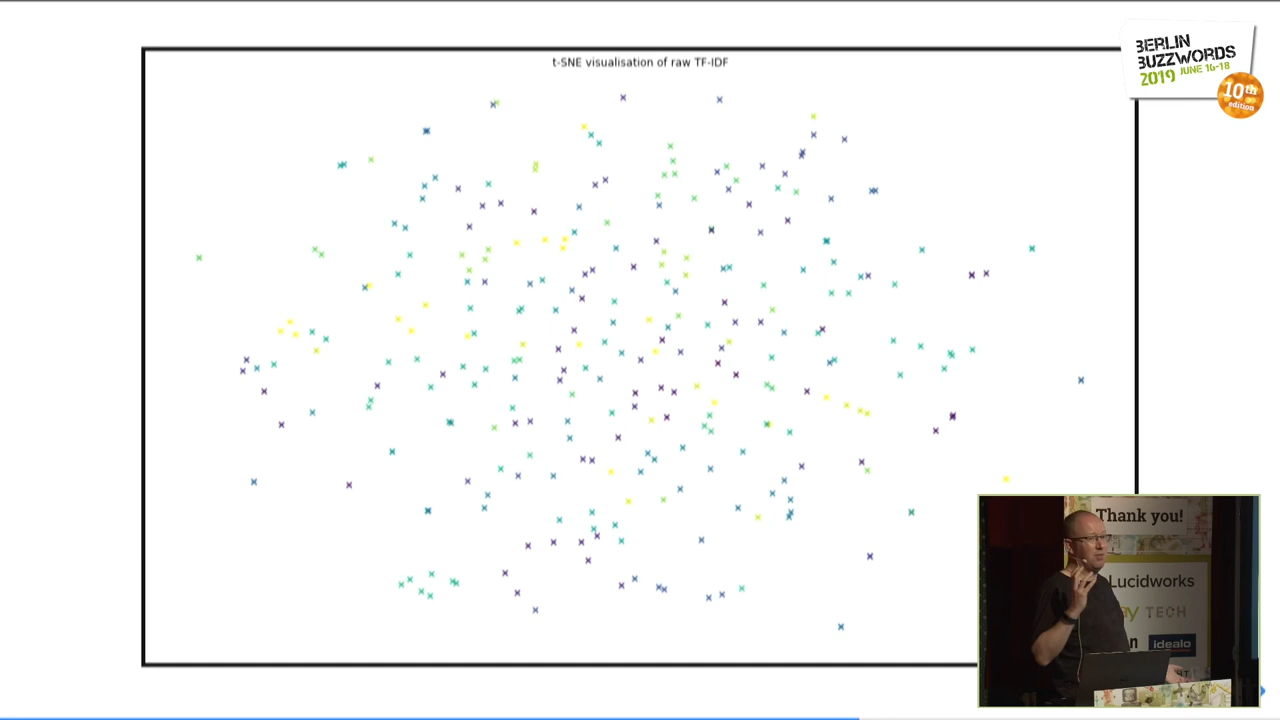 t-SNE visualisation of raw TF-IDF
BERLIN
BUZZWORDS
2019 JUNE 16-18
10th
edition
Thank you!
Lucidworks
TECH
idealo